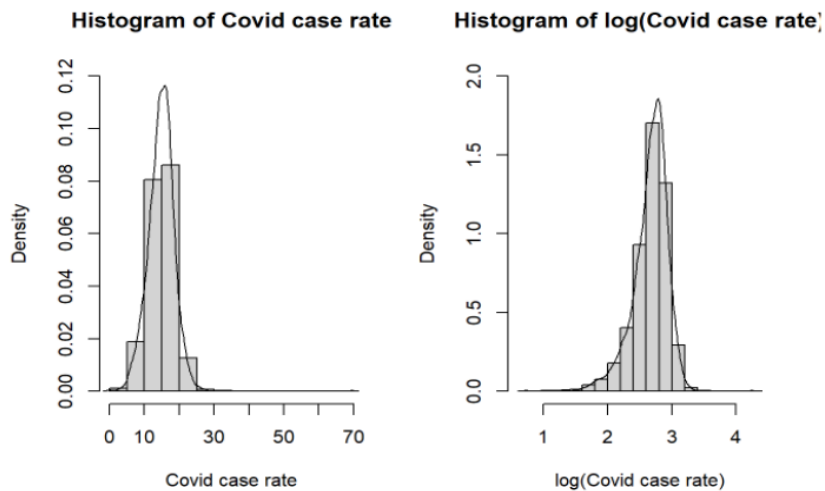 Histogram of Covid case rate
Histogram of log(Covid case rate)
Density
0.00 0.02 0.04 0.06 0.08 0.10 0.12
0 10 30 50 70
Covid case rate
Density
0.0 0.5 1.0 1.5 2.0
1 2 3 4
log(Covid case rate)